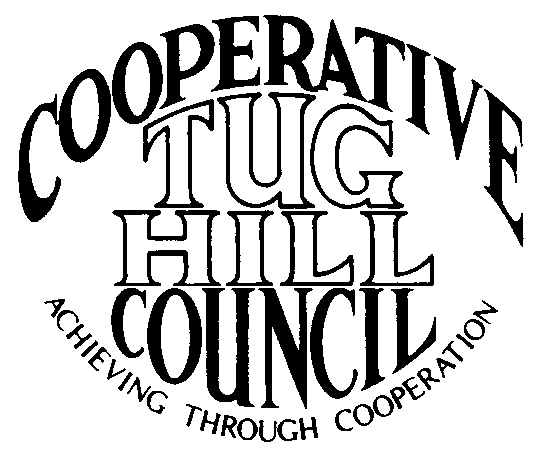 COOPERATIVE
TUG
HILL
COUNCIL
ACHIEVING THROUGH COOPERATION